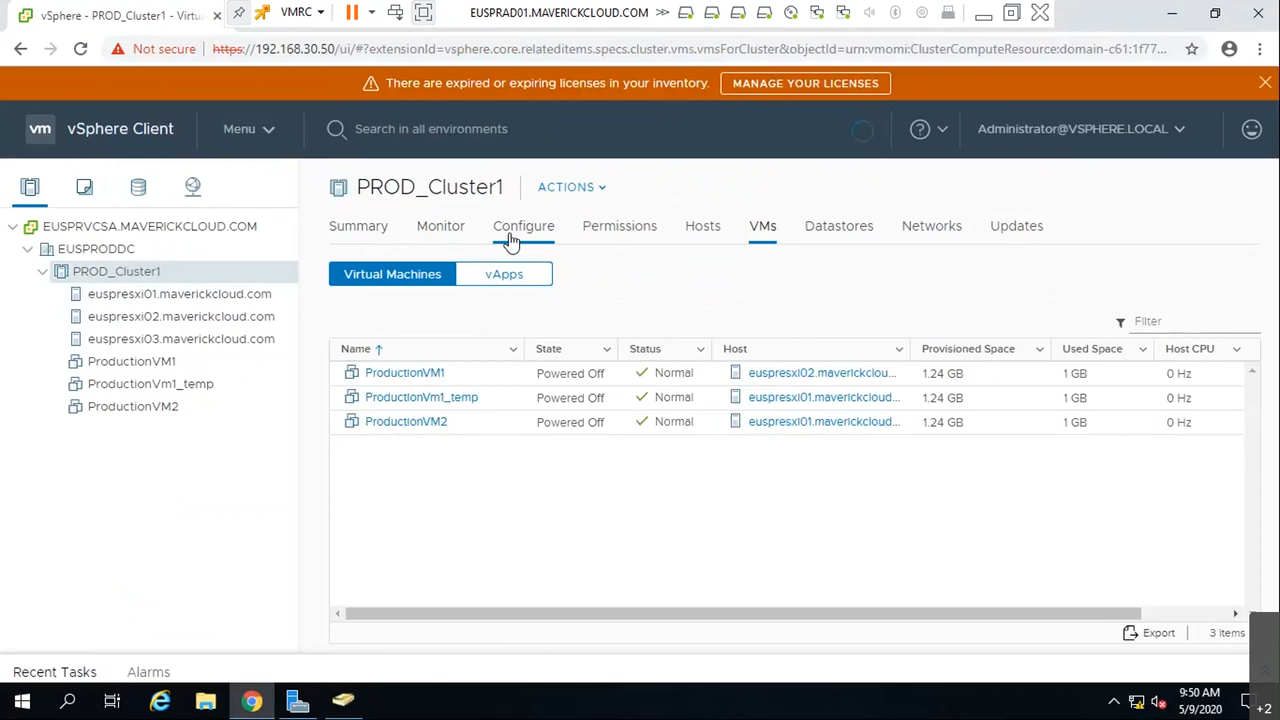 vSphere - PROD_Cluster1 - Virtu
VMRC
EUSPRAD01.MAVERICKCLOUD.COM
Not secure
https://192.168.30.50/ui/#?extensionId=vsphere.core.relateditems.specs.cluster.vms.vmsForCluster&objectId=urn:vmomi:ClusterComputeResource:domain-c61:1f77...
There are expired or expiring licenses in your inventory.
MANAGE YOUR LICENSES
vm
vSphere Client
Menu
Search in all environments
Administrator@VSPHERE.LOCAL
PROD_Cluster1
ACTIONS
EUSPRVCSA.MAVERICKCLOUD.COM
EUSPRODDC
PROD_Cluster1
euspresxi01.maverickcloud.com
euspresxi02.maverickcloud.com
euspresxi03.maverickcloud.com
ProductionVM1
ProductionVm1_temp
ProductionVM2
Summary Monitor Configure Permissions Hosts VMs Datastores Networks Updates
Virtual Machines vApps
Filter
Name State Status Host Provisioned Space Used Space Host CPU
ProductionVM1 Powered Off Normal euspresxi02.maverickclou... 1.24 GB 1 GB 0 Hz
ProductionVm1_temp Powered Off Normal euspresxi01.maverickcloud... 1.24 GB 1 GB 0 Hz
ProductionVM2 Powered Off Normal euspresxi01.maverickcloud... 1.24 GB 1 GB 0 Hz
Export 3 items
Recent Tasks Alarms
9:50 AM
5/9/2020
+2